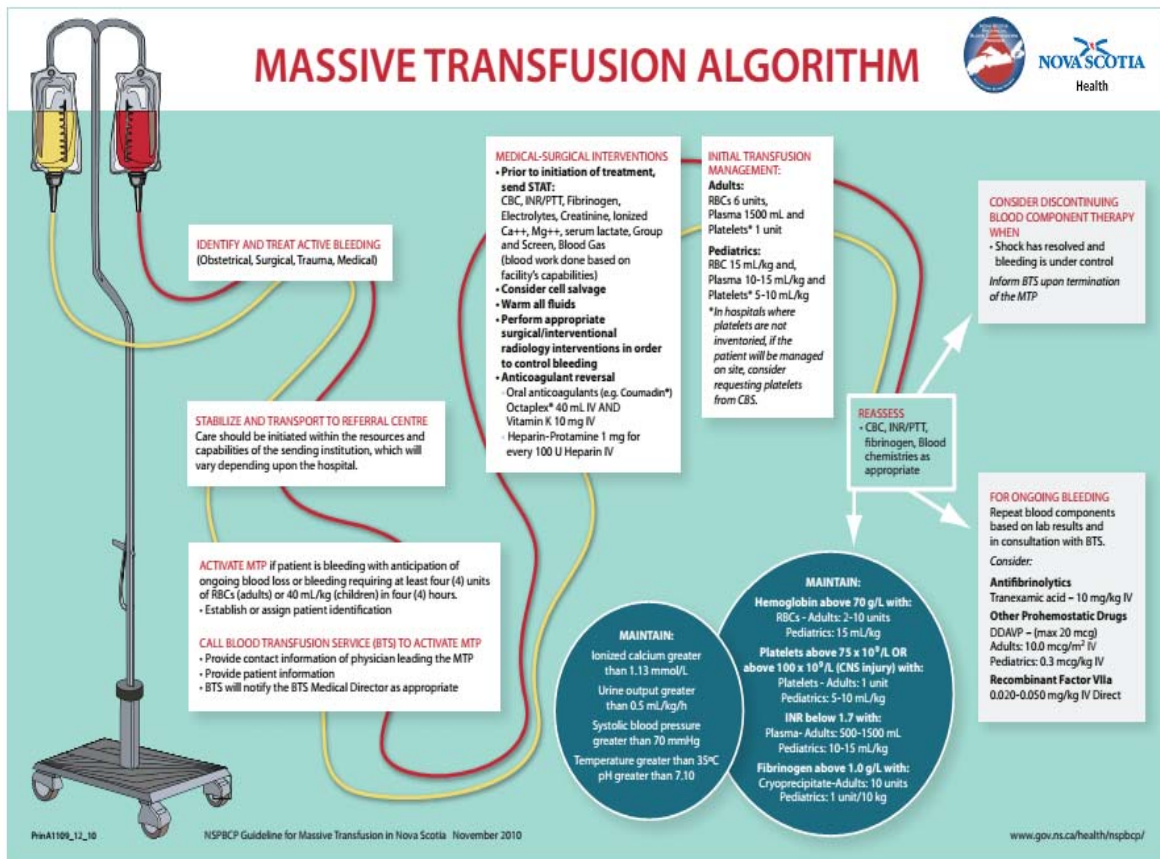 MASSIVE TRANSFUSION ALGORITHM
NOVA SCOTIA
Health
IDENTIFY AND TREAT ACTIVE BLEEDING
(Obstetrical, Surgical, Trauma, Medical)
STABILIZE AND TRANSPORT TO REFERRAL CENTRE
Care should be initiated within the resources and
capabilities of the sending institution, which will
vary depending upon the hospital.
ACTIVATE MTP if patient is bleeding with anticipation of
ongoing blood loss or bleeding requiring at least four (4) units
of RBCs (adults) or 40 mL/kg (children) in four (4) hours.
• Establish or assign patient identification
CALL BLOOD TRANSFUSION SERVICE (BTS) TO ACTIVATE MTP
• Provide contact information of physician leading the MTP
• Provide patient information
• BTS will notify the BTS Medical Director as appropriate
MEDICAL-SURGICAL INTERVENTIONS
• Prior to initiation of treatment,
send STAT:
CBC, INR/PTT, Fibrinogen,
Electrolytes, Creatinine, Ionized
Ca++, Mg++, serum lactate, Group
and Screen, Blood Gas
(blood work done based on
facility's capabilities)
• Consider cell salvage
• Warm all fluids
• Perform appropriate
surgical/interventional
radiology interventions in order
to control bleeding
• Anticoagulant reversal
◦ Oral anticoagulants (e.g. Coumadin®)
Octaplex® 40 mL IV AND
Vitamin K 10 mg IV
◦ Heparin-Protamine 1 mg for
every 100 U Heparin IV
INITIAL TRANSFUSION
MANAGEMENT:
Adults:
RBCs 6 units,
Plasma 1500 mL and
Platelets* 1 unit
Pediatrics:
RBC 15 mL/kg and,
Plasma 10-15 mL/kg and
Platelets* 5-10 mL/kg
*In hospitals where
platelets are not
inventoried, if the
patient will be managed
on site, consider
requesting platelets
from CBS.
REASSESS
• CBC, INR/PTT,
fibrinogen, Blood
chemistries as
appropriate
CONSIDER DISCONTINUING
BLOOD COMPONENT THERAPY
WHEN
• Shock has resolved and
bleeding is under control
Inform BTS upon termination
of the MTP
FOR ONGOING BLEEDING
Repeat blood components
based on lab results and
in consultation with BTS.
Consider:
Antifibrinolytics
Tranexamic acid – 10 mg/kg IV
Other Prohemostatic Drugs
DDAVP – (max 20 mcg)
Adults: 10.0 mcg/m² IV
Pediatrics: 0.3 mcg/kg IV
Recombinant Factor VIIa
0.020-0.050 mg/kg IV Direct
MAINTAIN:
Ionized calcium greater
than 1.13 mmol/L
Urine output greater
than 0.5 mL/kg/h
Systolic blood pressure
greater than 70 mmHg
Temperature greater than 35ºC
pH greater than 7.10
MAINTAIN:
Hemoglobin above 70 g/L with:
RBCs - Adults: 2-10 units
Pediatrics: 15 mL/kg
Platelets above 75 x 10⁹/L OR
above 100 x 10⁹/L (CNS injury) with:
Platelets - Adults: 1 unit
Pediatrics: 5-10 mL/kg
INR below 1.7 with:
Plasma- Adults: 500-1500 mL
Pediatrics: 10-15 mL/kg
Fibrinogen above 1.0 g/L with:
Cryoprecipitate-Adults: 10 units
Pediatrics: 1 unit/10 kg
PrinA1109_12_10
NSPBCP Guideline for Massive Transfusion in Nova Scotia November 2010
www.gov.ns.ca/health/nspbcp/